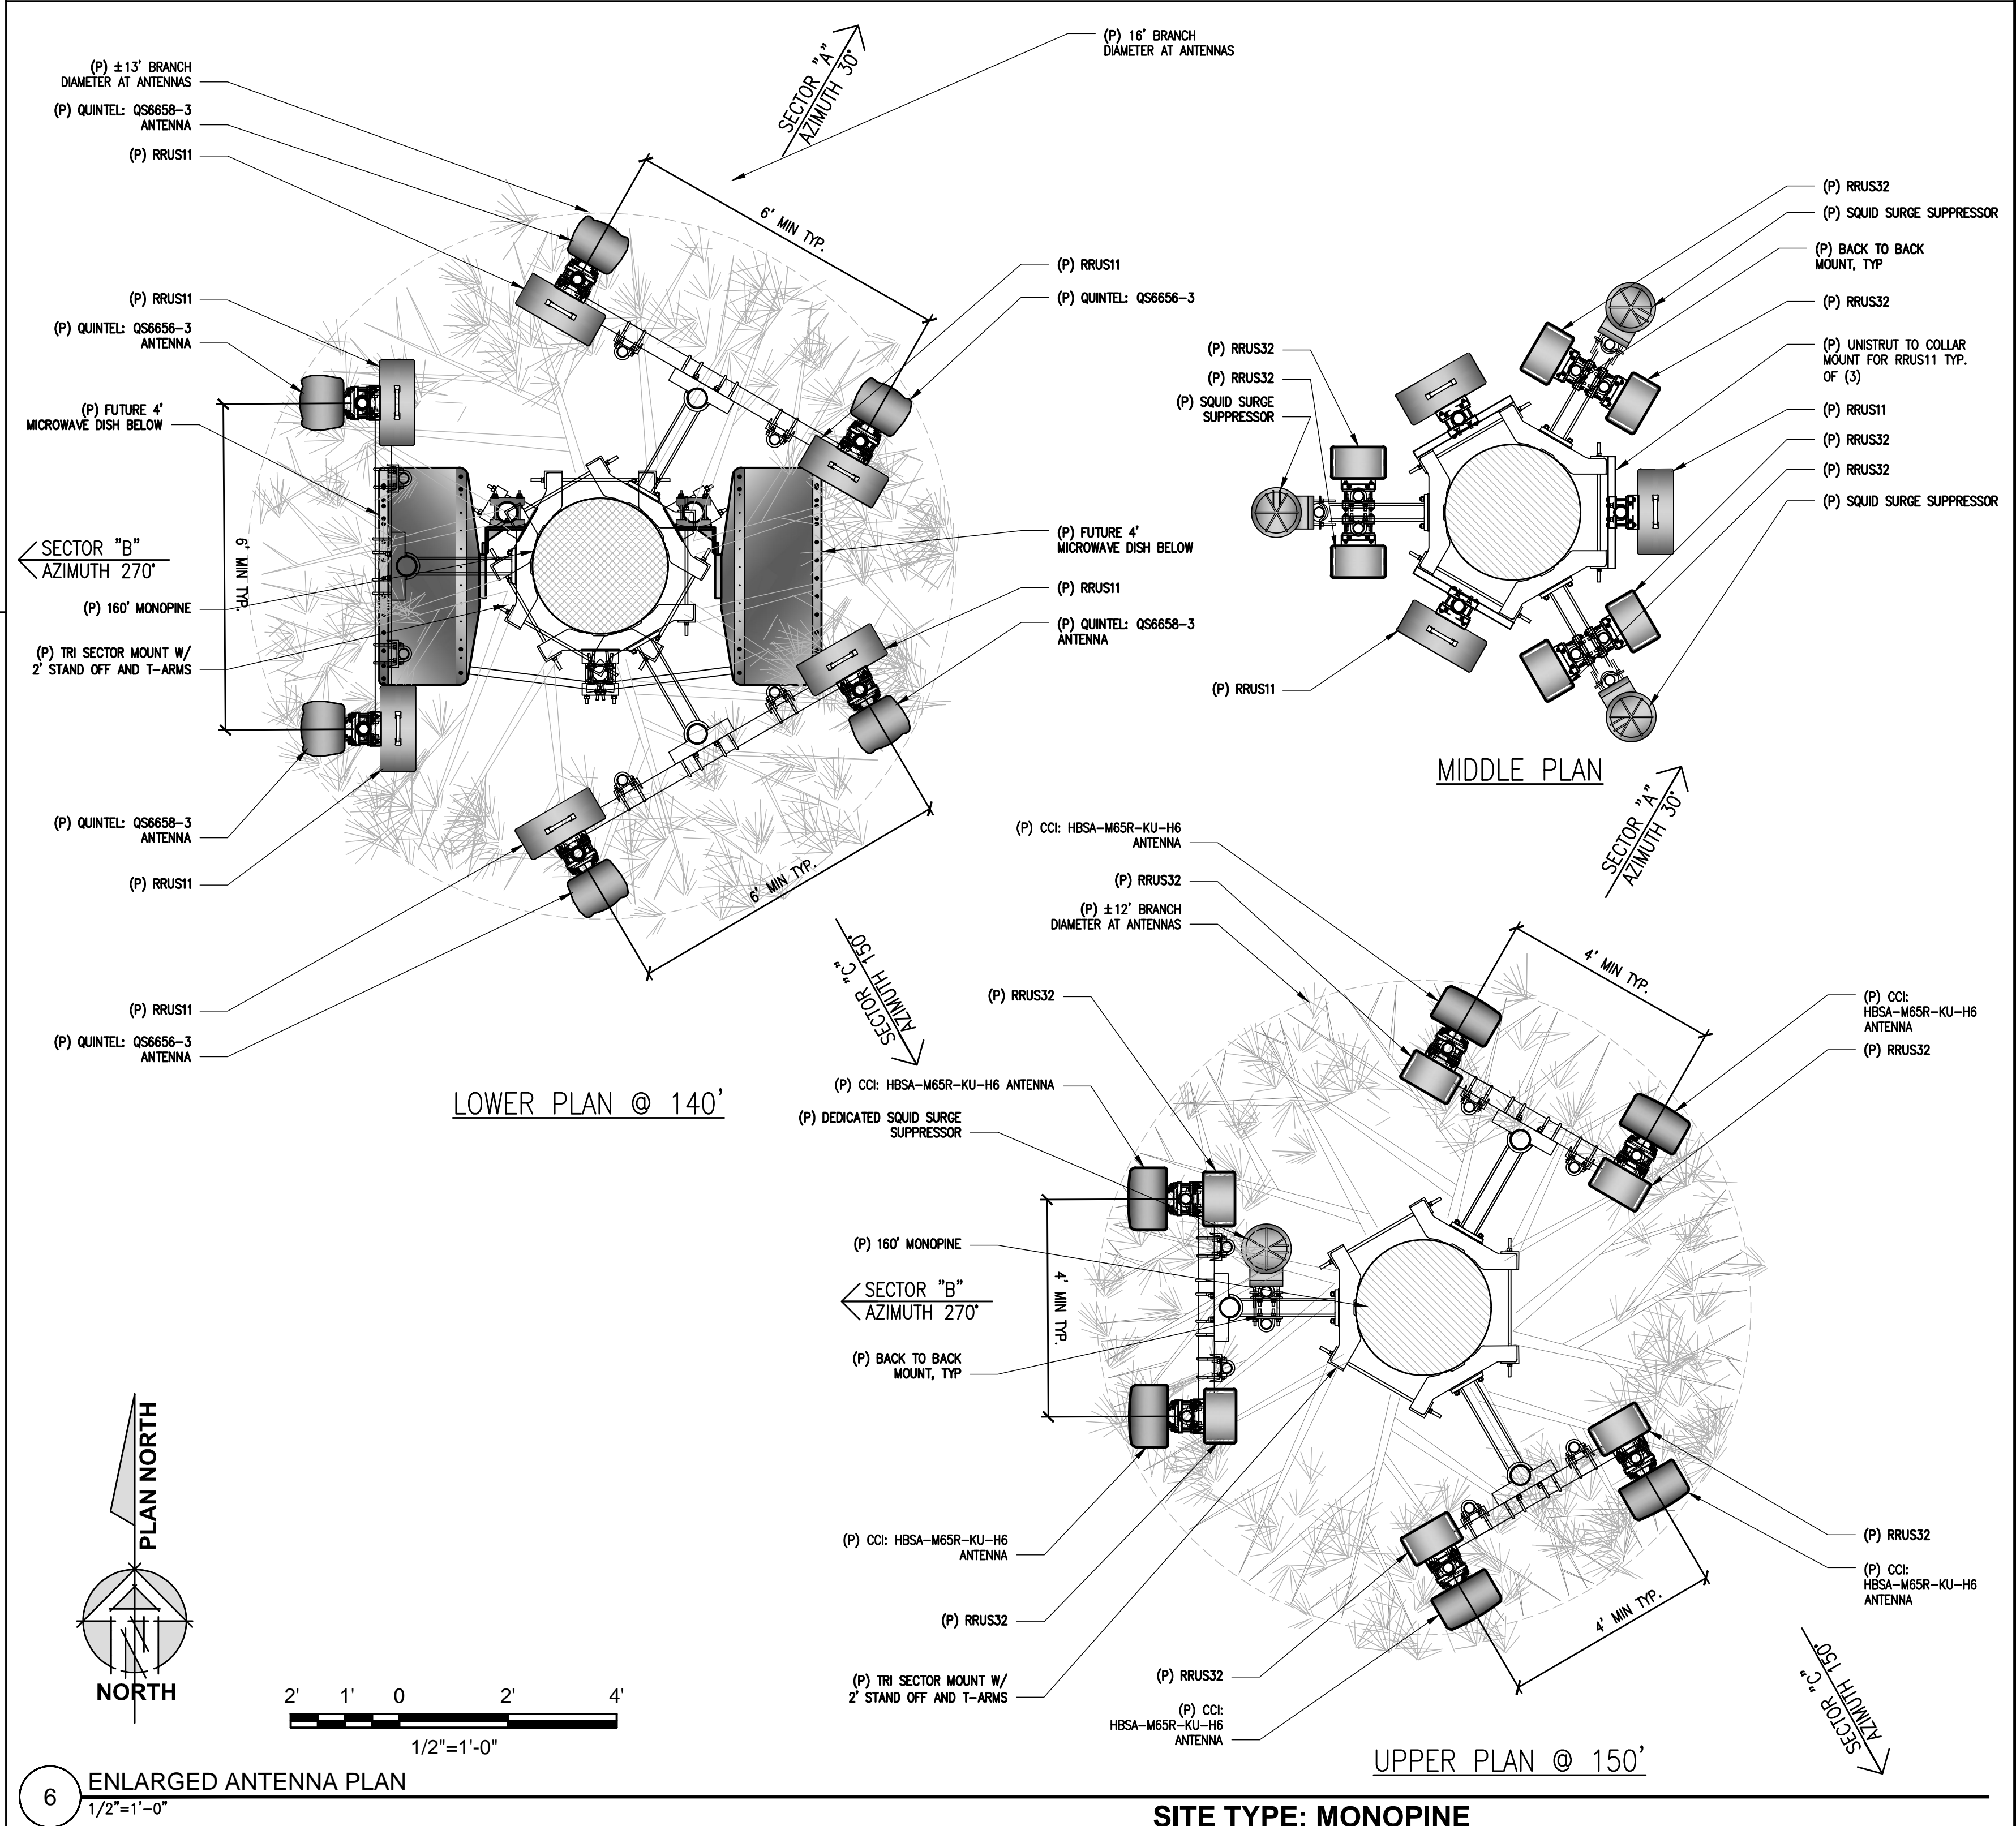 (P) 16' BRANCH
DIAMETER AT ANTENNAS
(P) ±13' BRANCH
DIAMETER AT ANTENNAS
(P) QUINTEL: QS6658-3
ANTENNA
(P) RRUS11
(P) RRUS11
(P) QUINTEL: QS6656-3
ANTENNA
(P) FUTURE 4'
MICROWAVE DISH BELOW
SECTOR "B"
AZIMUTH 270°
(P) 160' MONOPINE
(P) TRI SECTOR MOUNT W/
2' STAND OFF AND T-ARMS
(P) QUINTEL: QS6658-3
ANTENNA
(P) RRUS11
(P) RRUS11
(P) QUINTEL: QS6656-3
ANTENNA
SECTOR "A"
AZIMUTH 30°
6' MIN TYP.
6' MIN TYP.
6' MIN TYP.
(P) RRUS11
(P) QUINTEL: QS6656-3
(P) FUTURE 4'
MICROWAVE DISH BELOW
(P) RRUS11
(P) QUINTEL: QS6658-3
ANTENNA
SECTOR "C"
AZIMUTH 150°
LOWER PLAN @ 140'
(P) RRUS32
(P) RRUS32
(P) SQUID SURGE
SUPPRESSOR
(P) RRUS11
(P) RRUS32
(P) SQUID SURGE SUPPRESSOR
(P) BACK TO BACK
MOUNT, TYP
(P) RRUS32
(P) UNISTRUT TO COLLAR
MOUNT FOR RRUS11 TYP.
OF (3)
(P) RRUS11
(P) RRUS32
(P) RRUS32
(P) SQUID SURGE SUPPRESSOR
MIDDLE PLAN
SECTOR "A"
AZIMUTH 30°
(P) CCI: HBSA-M65R-KU-H6
ANTENNA
(P) RRUS32
(P) ±12' BRANCH
DIAMETER AT ANTENNAS
(P) RRUS32
(P) CCI: HBSA-M65R-KU-H6 ANTENNA
(P) DEDICATED SQUID SURGE
SUPPRESSOR
(P) 160' MONOPINE
SECTOR "B"
AZIMUTH 270°
(P) BACK TO BACK
MOUNT, TYP
(P) CCI: HBSA-M65R-KU-H6
ANTENNA
(P) RRUS32
(P) TRI SECTOR MOUNT W/
2' STAND OFF AND T-ARMS
4' MIN TYP.
4' MIN TYP.
4' MIN TYP.
(P) CCI:
HBSA-M65R-KU-H6
ANTENNA
(P) RRUS32
(P) RRUS32
(P) CCI:
HBSA-M65R-KU-H6
ANTENNA
(P) RRUS32
(P) CCI:
HBSA-M65R-KU-H6
ANTENNA
SECTOR "C"
AZIMUTH 150°
UPPER PLAN @ 150'
PLAN NORTH
NORTH
2' 1' 0 2' 4'
1/2"=1'-0"
6
ENLARGED ANTENNA PLAN
1/2"=1'-0"
SITE TYPE: MONOPINE